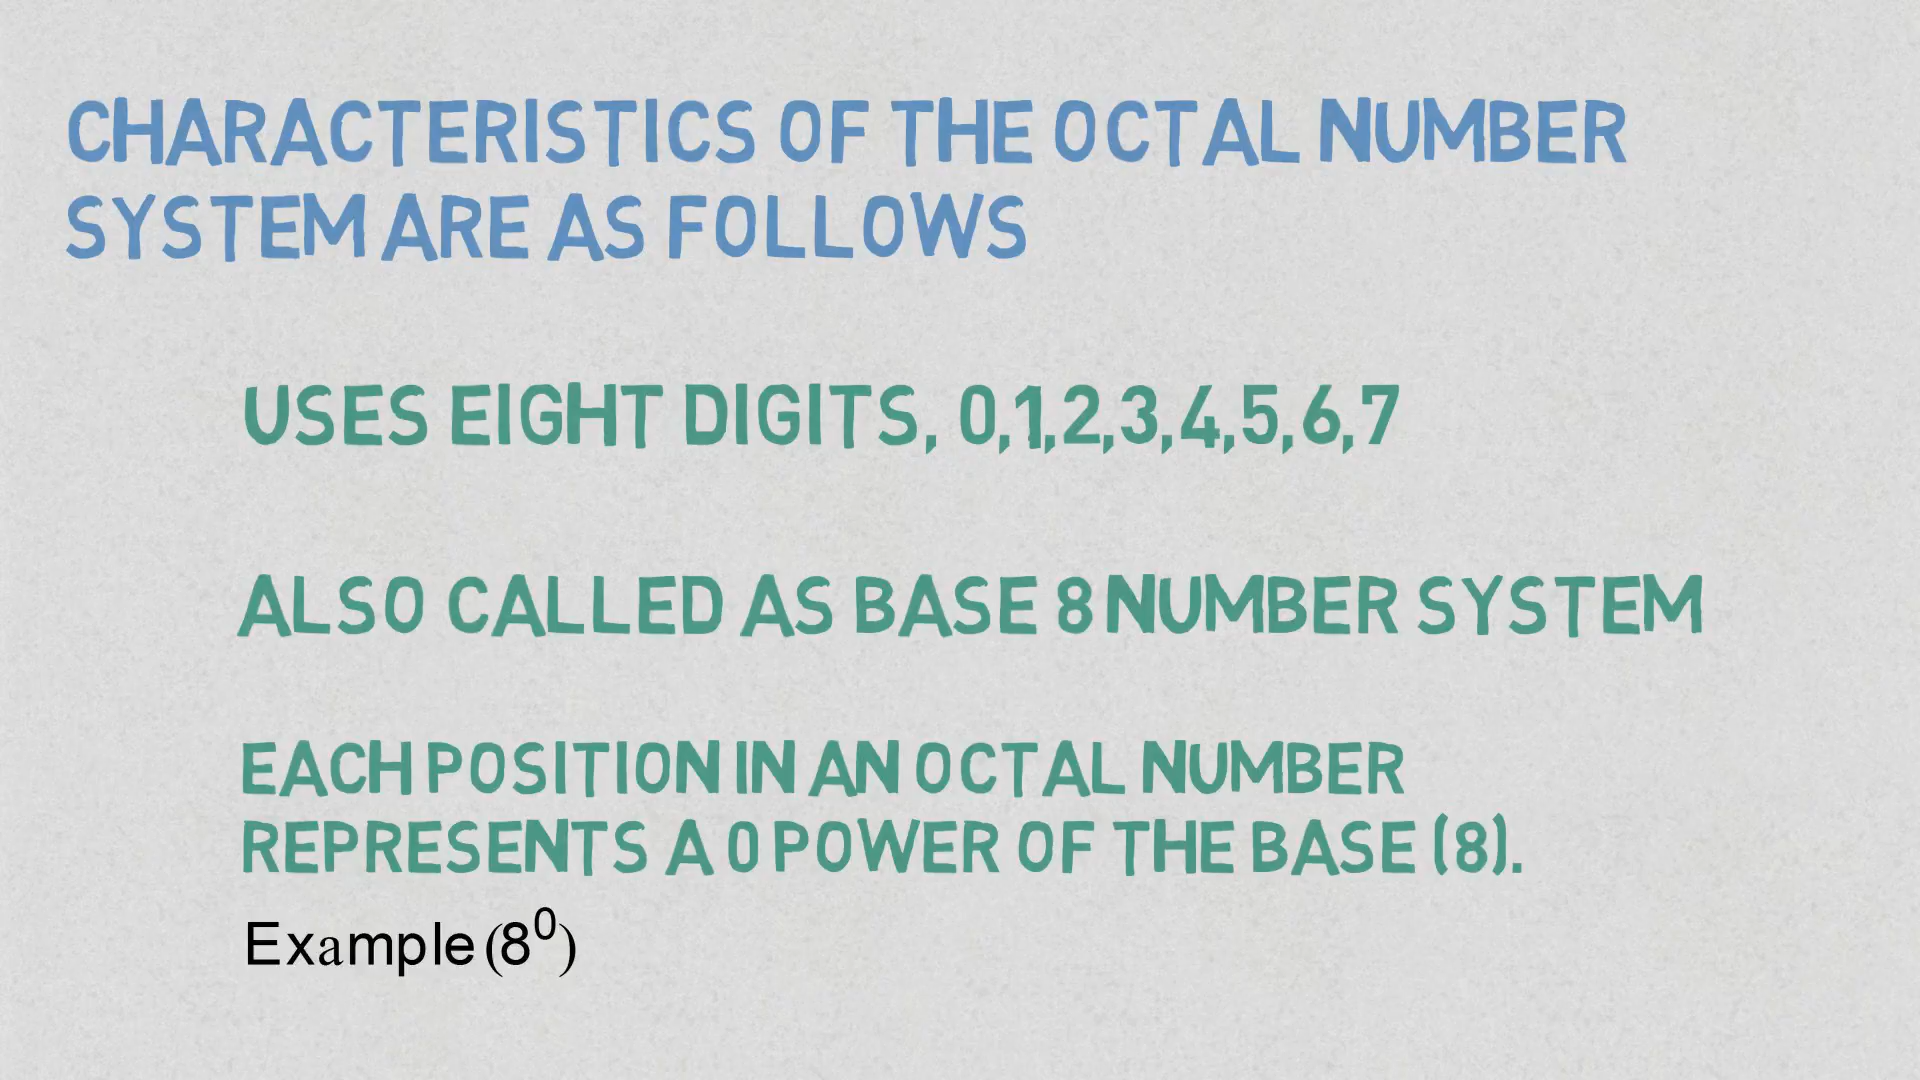 CHARACTERISTICS OF THE OCTAL NUMBER
SYSTEM ARE AS FOLLOWS
USES EIGHT DIGITS, 0,1,2,3,4,5,6,7
ALSO CALLED AS BASE 8 NUMBER SYSTEM
EACH POSITION IN AN OCTAL NUMBER
REPRESENTS A 0 POWER OF THE BASE (8).
Example (8⁰)